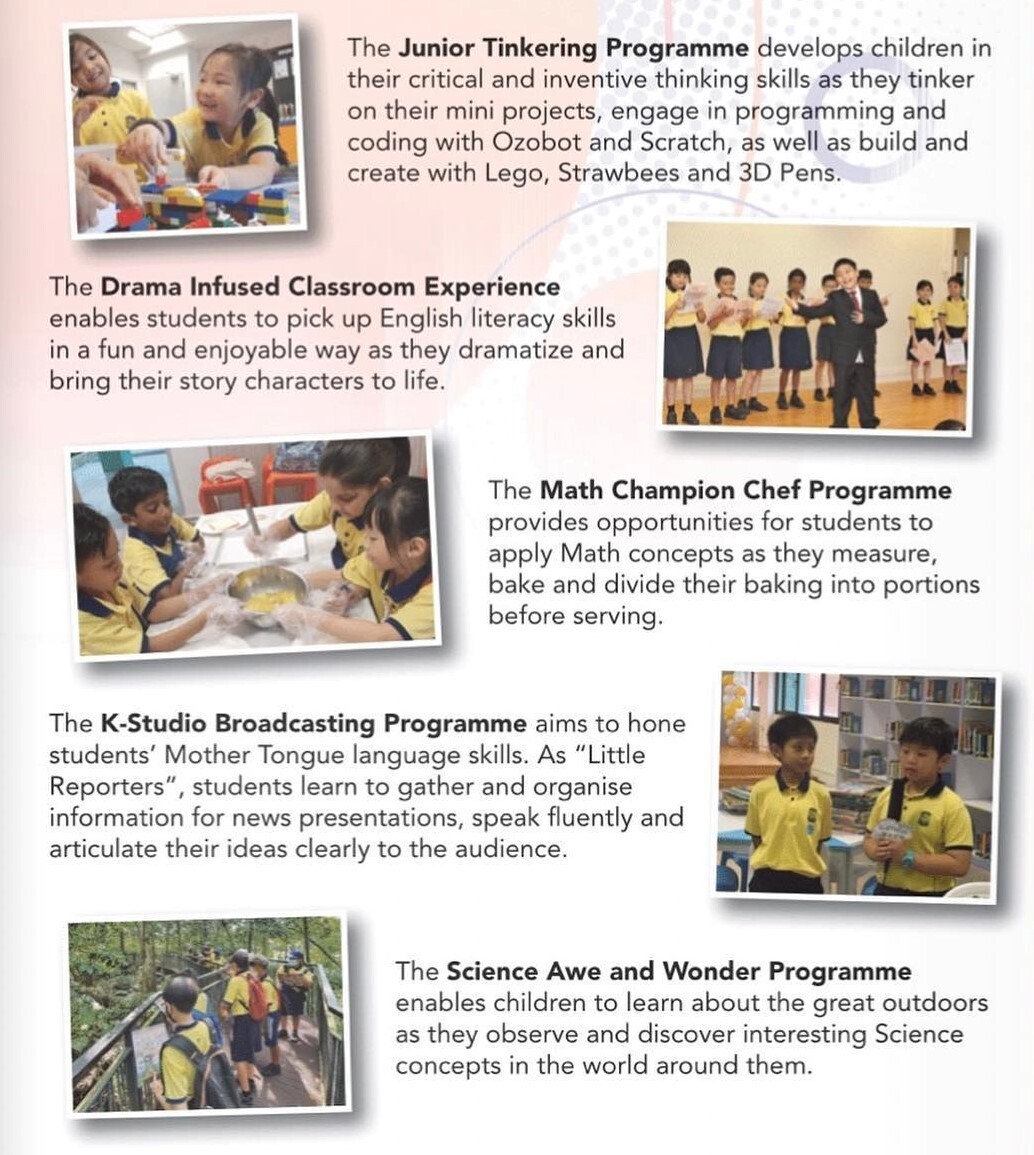 The Junior Tinkering Programme develops children in
their critical and inventive thinking skills as they tinker
on their mini projects, engage in programming and
coding with Ozobot and Scratch, as well as build and
create with Lego, Strawbees and 3D Pens.
The Drama Infused Classroom Experience
enables students to pick up English literacy skills
in a fun and enjoyable way as they dramatize and
bring their story characters to life.
The Math Champion Chef Programme
provides opportunities for students to
apply Math concepts as they measure,
bake and divide their baking into portions
before serving.
The K-Studio Broadcasting Programme aims to hone
students’ Mother Tongue language skills. As “Little
Reporters”, students learn to gather and organise
information for news presentations, speak fluently and
articulate their ideas clearly to the audience.
The Science Awe and Wonder Programme
enables children to learn about the great outdoors
as they observe and discover interesting Science
concepts in the world around them.